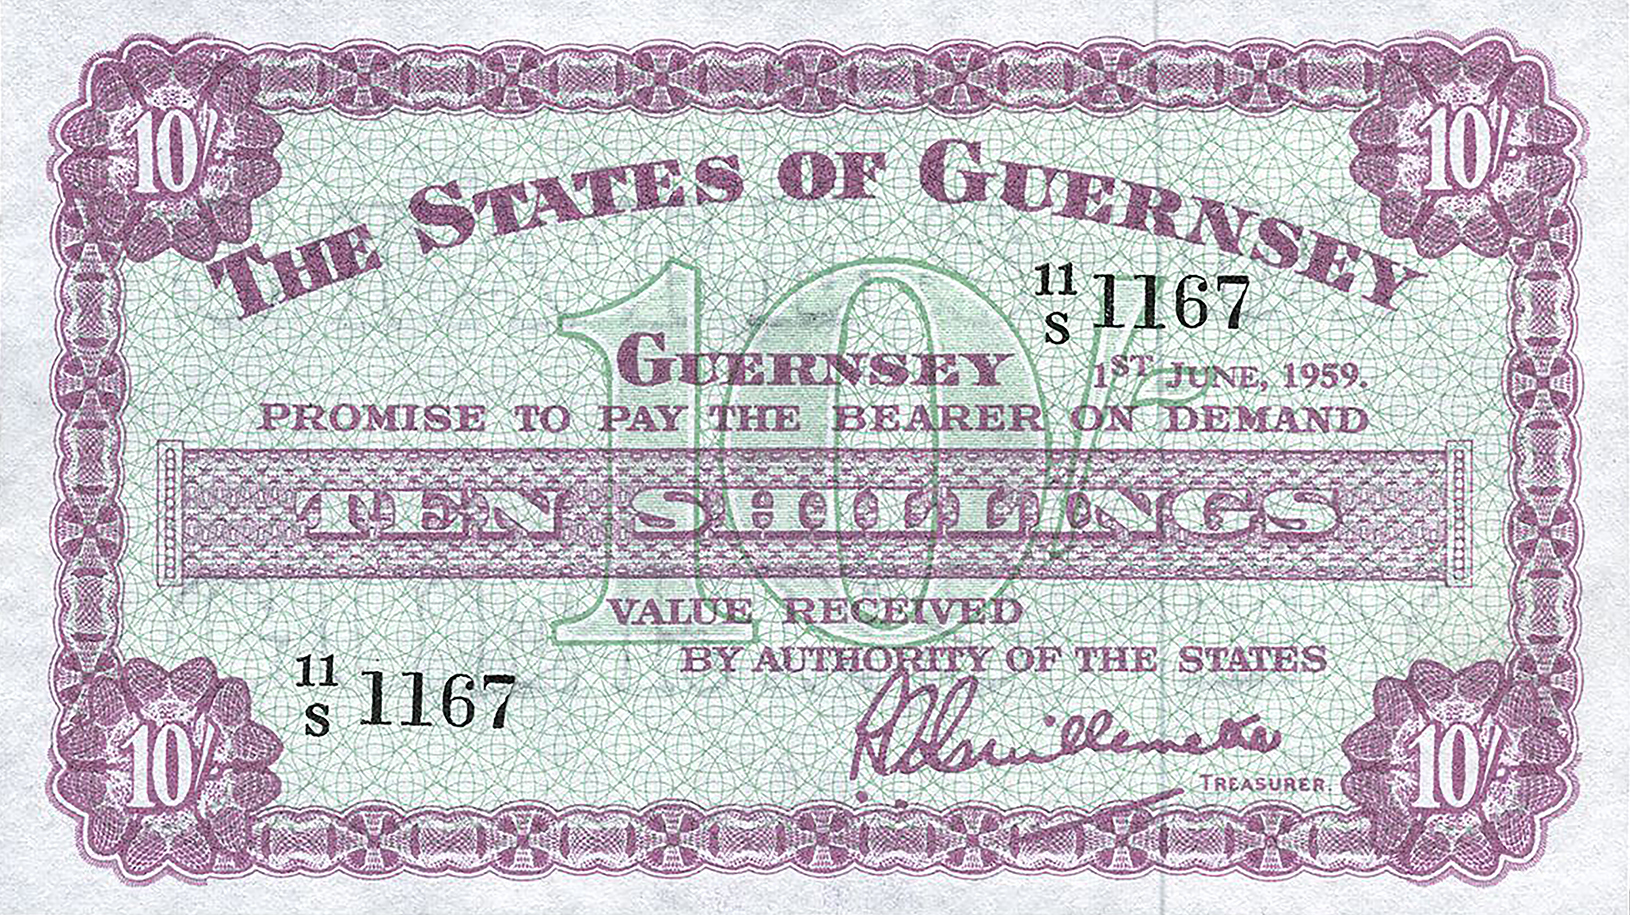 10/ 10/
THE STATES OF GUERNSEY
11/S 1167
GUERNSEY 1ST JUNE, 1959.
PROMISE TO PAY THE BEARER ON DEMAND
10/
TEN SHILLINGS
VALUE RECEIVED
BY AUTHORITY OF THE STATES
11/S 1167
TREASURER.
10/ 10/